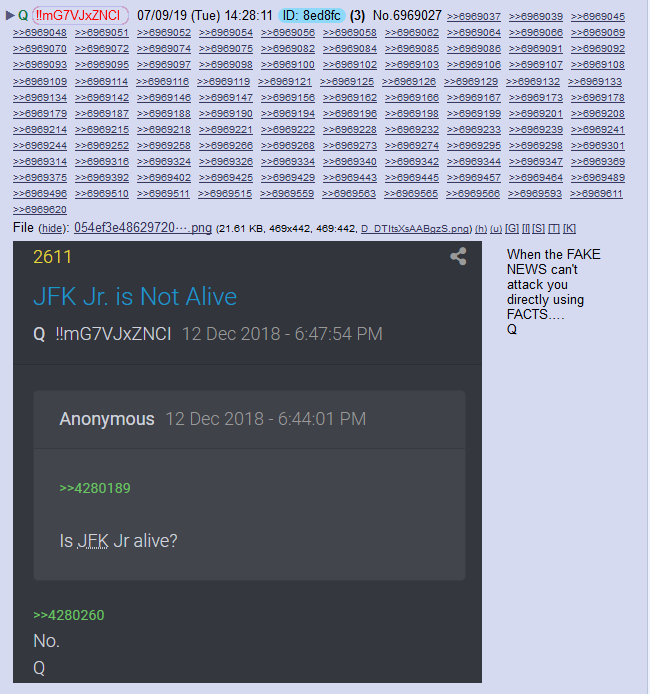 Q !!mG7VJxZNCI 07/09/19 (Tue) 14:28:11 ID: 8ed8fc (3) No.6969027 >>6969037 >>6969039 >>6969045
>>6969048 >>6969051 >>6969052 >>6969054 >>6969056 >>6969058 >>6969062 >>6969064 >>6969066 >>6969069
>>6969070 >>6969072 >>6969074 >>6969075 >>6969082 >>6969084 >>6969085 >>6969086 >>6969091 >>6969092
>>6969093 >>6969095 >>6969097 >>6969098 >>6969100 >>6969102 >>6969103 >>6969106 >>6969107 >>6969108
>>6969109 >>6969114 >>6969116 >>6969119 >>6969121 >>6969125 >>6969126 >>6969129 >>6969132 >>6969133
>>6969134 >>6969142 >>6969146 >>6969147 >>6969156 >>6969162 >>6969166 >>6969167 >>6969173 >>6969178
>>6969179 >>6969187 >>6969188 >>6969190 >>6969194 >>6969196 >>6969198 >>6969199 >>6969201 >>6969208
>>6969214 >>6969215 >>6969218 >>6969221 >>6969222 >>6969228 >>6969232 >>6969233 >>6969239 >>6969241
>>6969244 >>6969252 >>6969258 >>6969266 >>6969268 >>6969273 >>6969274 >>6969295 >>6969298 >>6969301
>>6969314 >>6969316 >>6969324 >>6969326 >>6969334 >>6969340 >>6969342 >>6969344 >>6969347 >>6969369
>>6969375 >>6969392 >>6969402 >>6969425 >>6969429 >>6969443 >>6969445 >>6969457 >>6969464 >>6969489
>>6969496 >>6969510 >>6969511 >>6969515 >>6969559 >>6969563 >>6969565 >>6969566 >>6969593 >>6969611
>>6969620
File (hide): 054ef3e48629720⋯.png (21.61 KB, 469x442, 469:442, D_DTItsXsAABgzS.png) (h) (u) [G] [I] [S] [T] [K]
2611
JFK Jr. is Not Alive
Q !!mG7VJxZNCI 12 Dec 2018 - 6:47:54 PM
Anonymous 12 Dec 2018 - 6:44:01 PM
>>4280189
Is JFK Jr alive?
>>4280260
No.
Q
When the FAKE
NEWS can't
attack you
directly using
FACTS….
Q